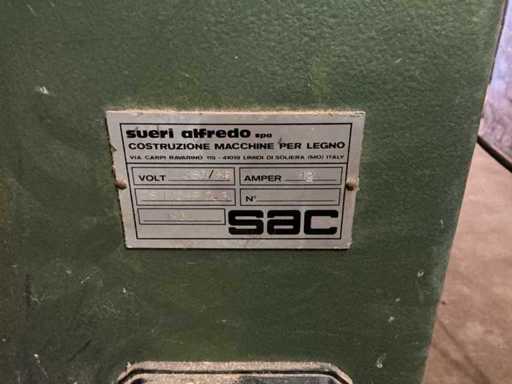 sueri alfredo spa
COSTRUZIONE MACCHINE PER LEGNO
VIA CARPI RAVARINO 115 - 41019 LIMIDI DI SOLIERA (MO) ITALY
VOLT AMPER
N°
sac